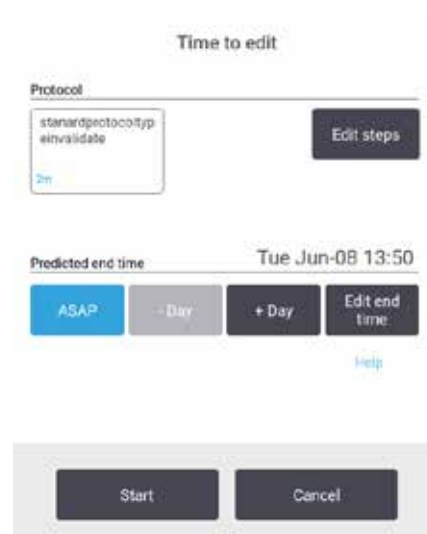 Time to edit
Protocol
stanardprotocoltyp
einvalidate
Edit steps
2m
Predicted end time
Tue Jun-08 13:50
ASAP
- Day
+ Day
Edit end
time
Help
Start
Cancel